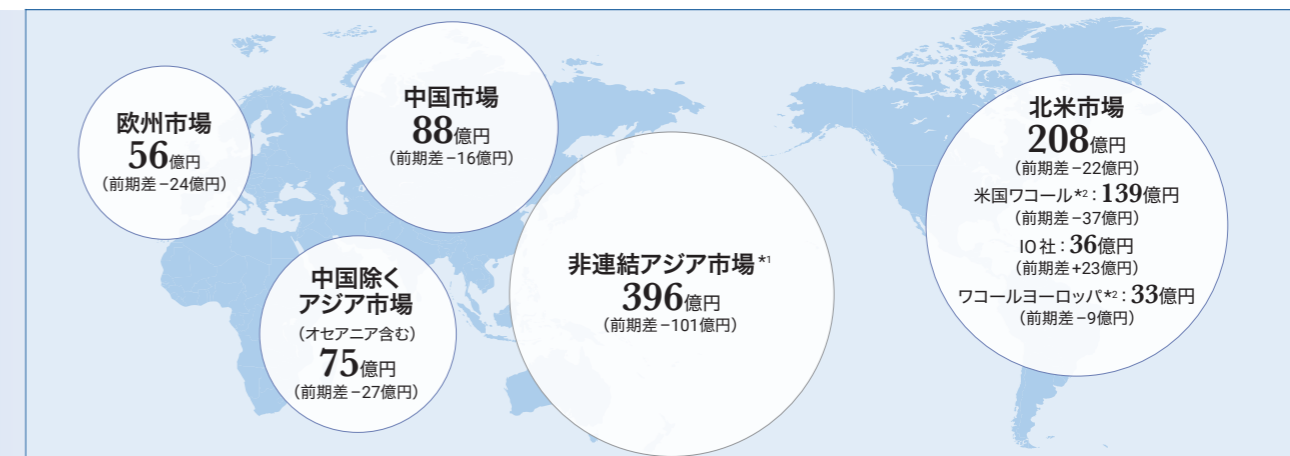 欧州市場
56億円
（前期差−24億円）
中国市場
88億円
（前期差−16億円）
中国除く
アジア市場
（オセアニア含む）
75億円
（前期差−27億円）
非連結アジア市場*1
396億円
（前期差−101億円）
北米市場
208億円
（前期差−22億円）
米国ワコール*2：139億円
（前期差−37億円）
IO社：36億円
（前期差+23億円）
ワコールヨーロッパ*2：33億円
（前期差−9億円）